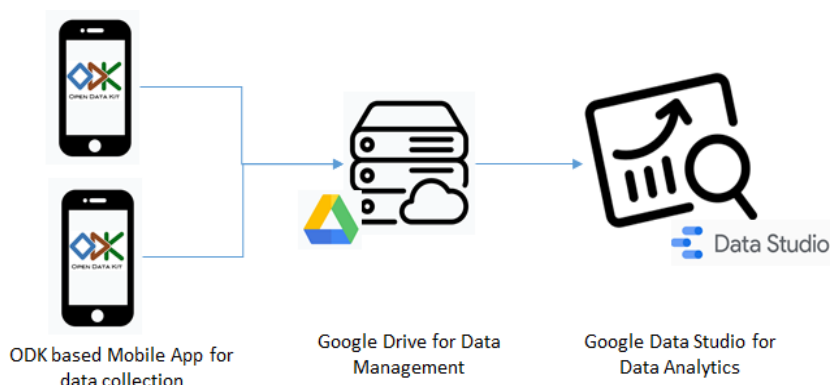 ODK
OPEN DATA KIT
ODK
OPEN DATA KIT
Data Studio
ODK based Mobile App for
data collection
Google Drive for Data
Management
Google Data Studio for
Data Analytics